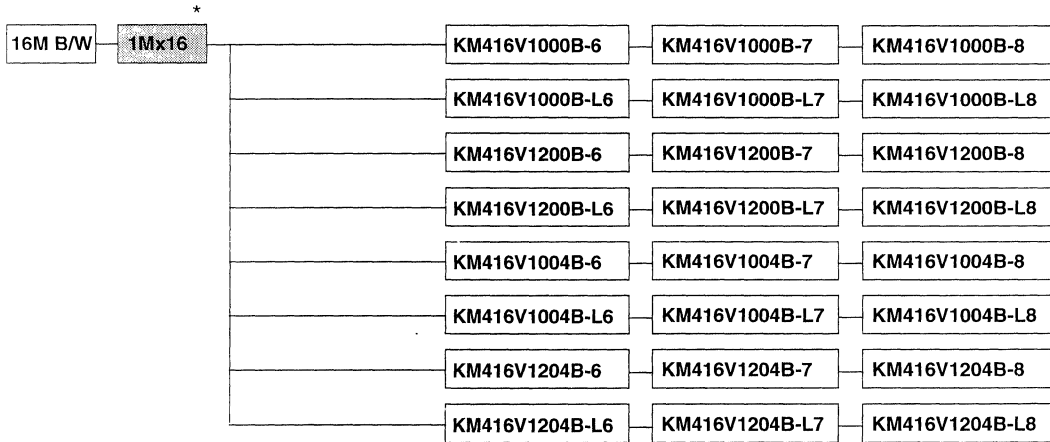 *
16M B/W 1Mx16 KM416V1000B-6 KM416V1000B-7 KM416V1000B-8
KM416V1000B-L6 KM416V1000B-L7 KM416V1000B-L8
KM416V1200B-6 KM416V1200B-7 KM416V1200B-8
KM416V1200B-L6 KM416V1200B-L7 KM416V1200B-L8
KM416V1004B-6 KM416V1004B-7 KM416V1004B-8
KM416V1004B-L6 KM416V1004B-L7 KM416V1004B-L8
KM416V1204B-6 KM416V1204B-7 KM416V1204B-8
KM416V1204B-L6 KM416V1204B-L7 KM416V1204B-L8